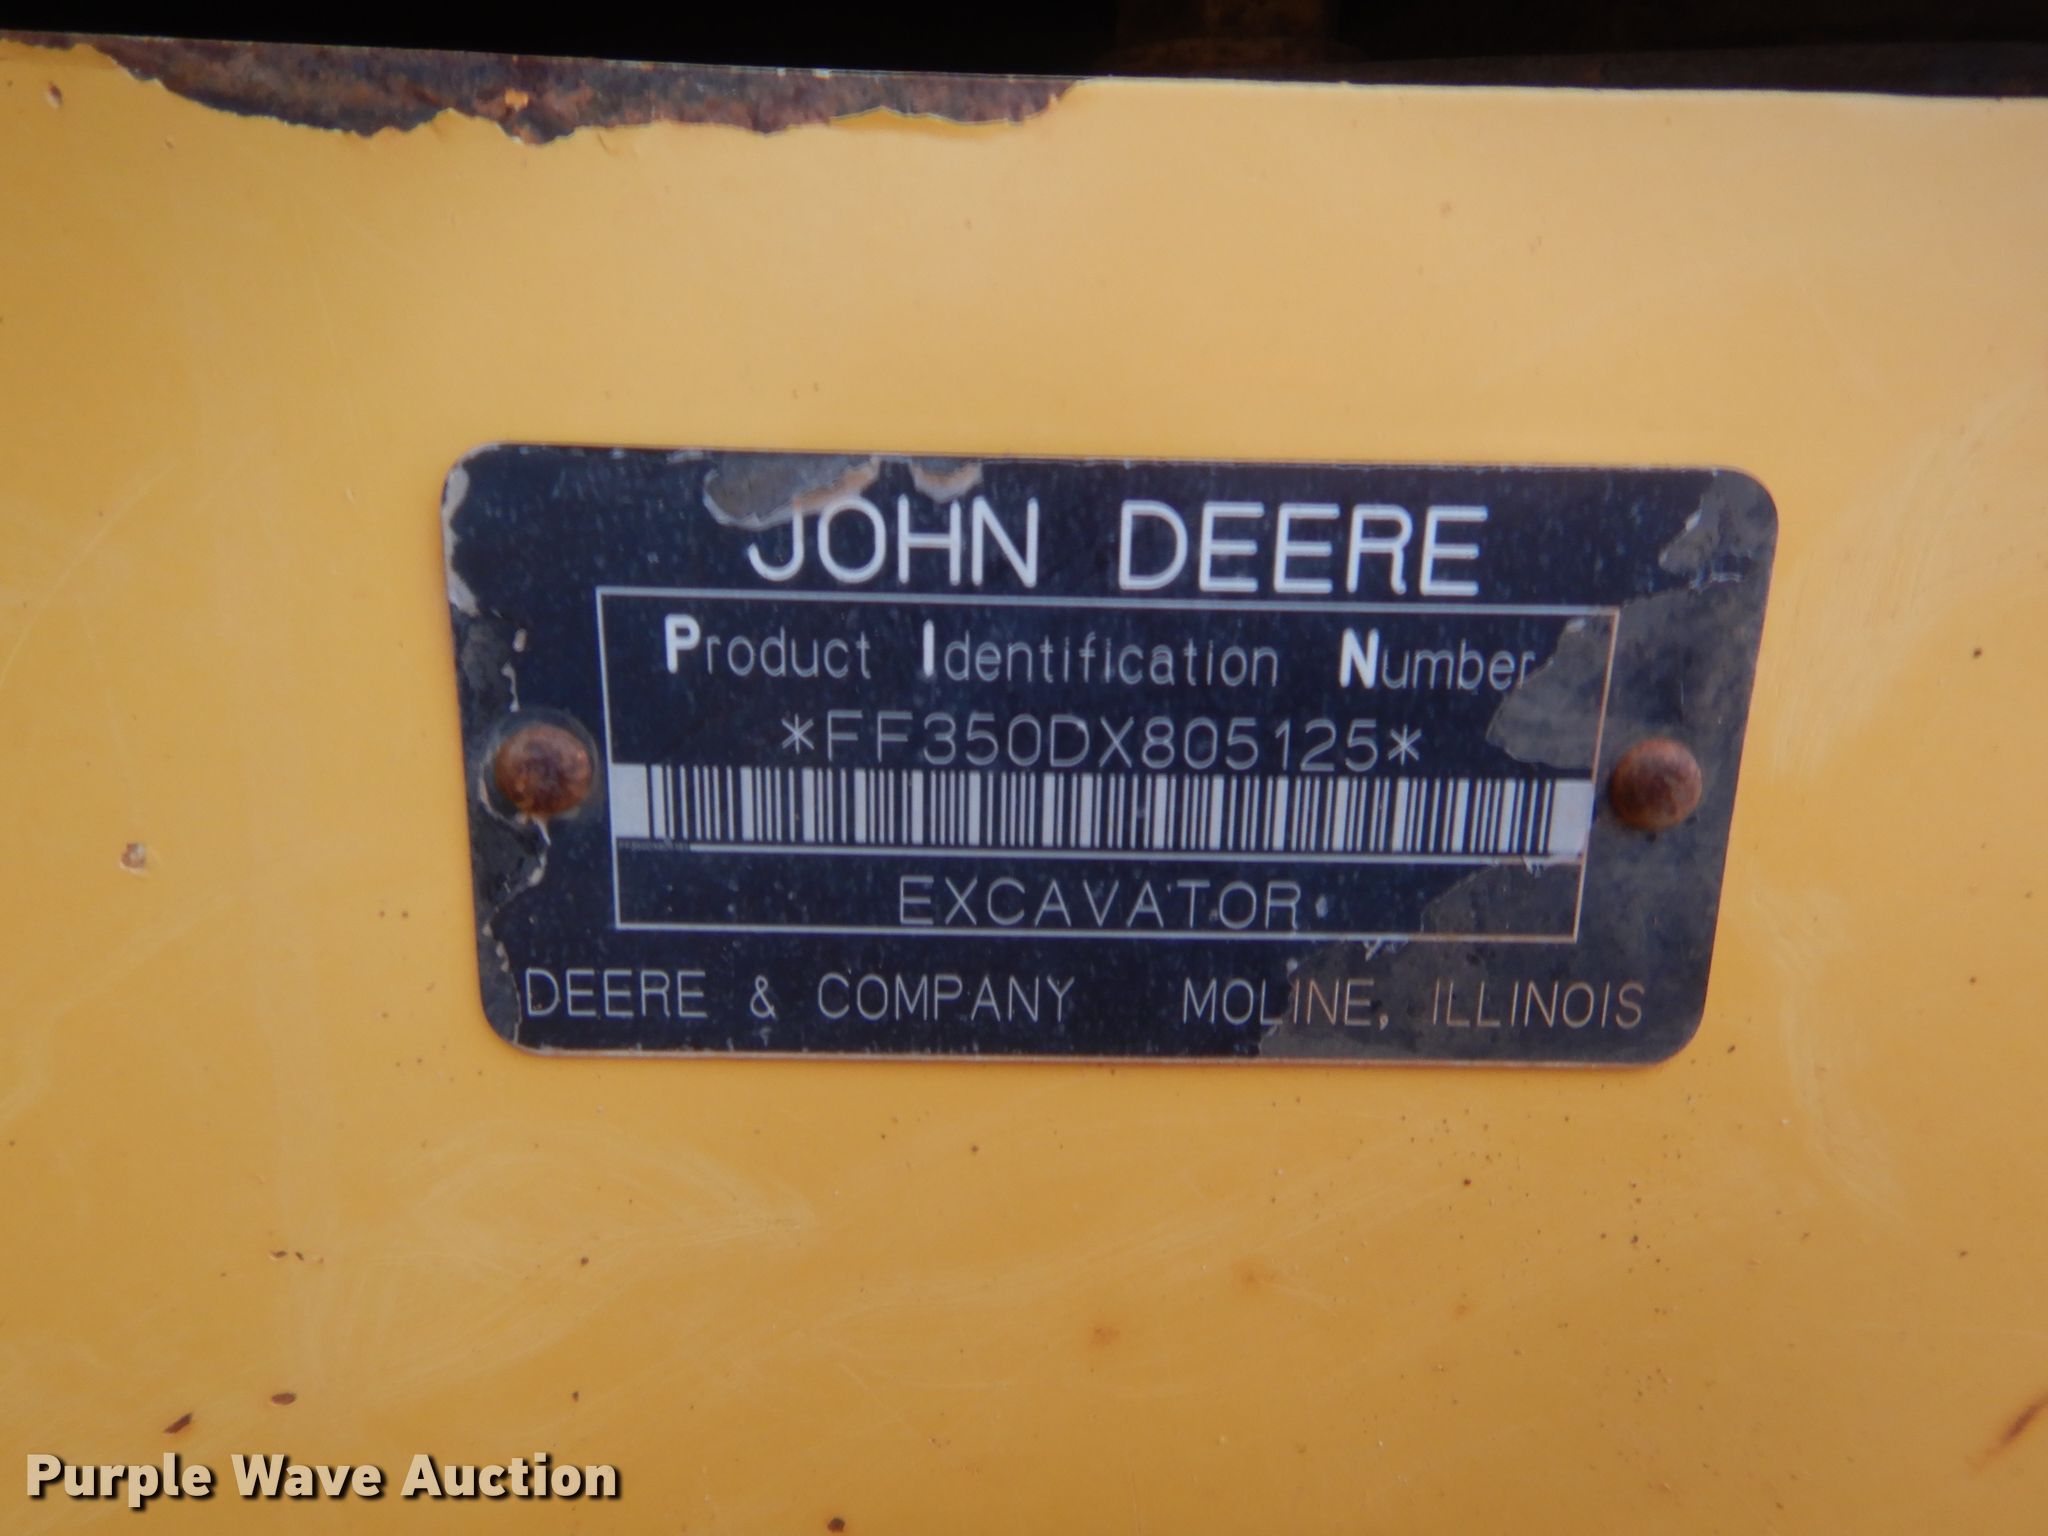 JOHN DEERE
Product Identification Number
*FF350DX805125*
EXCAVATOR
DEERE & COMPANY MOLINE, ILLINOIS
Purple Wave Auction